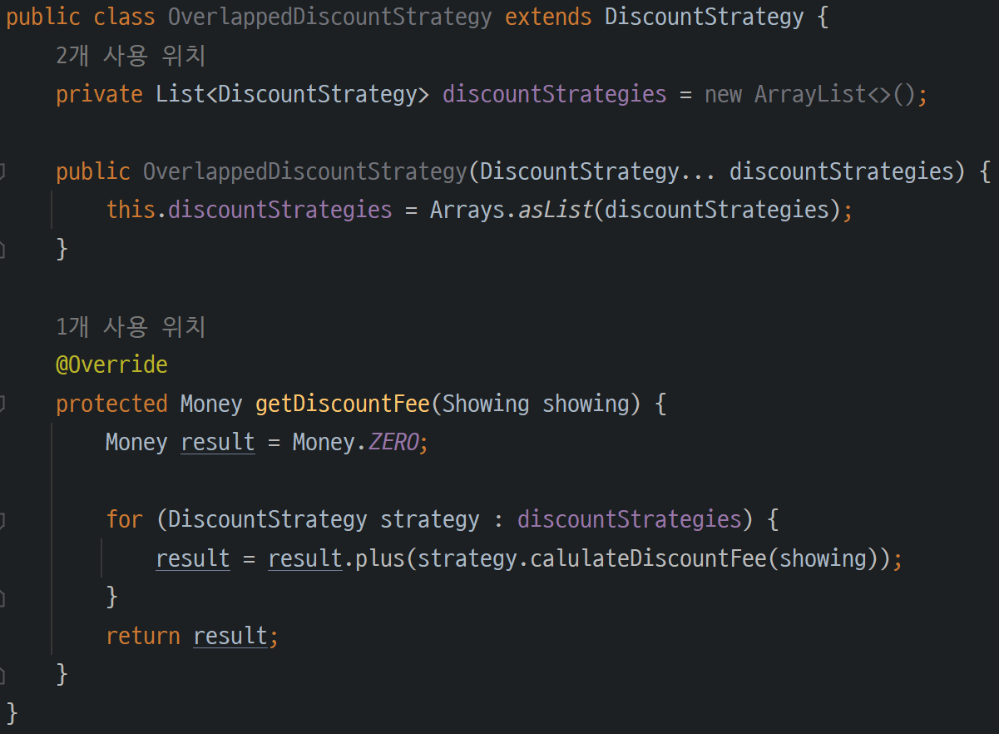 public class OverlappedDiscountStrategy extends DiscountStrategy {
2개 사용 위치
private List<DiscountStrategy> discountStrategies = new ArrayList<>();
public OverlappedDiscountStrategy(DiscountStrategy... discountStrategies) {
this.discountStrategies = Arrays.asList(discountStrategies);
}
1개 사용 위치
@Override
protected Money getDiscountFee(Showing showing) {
Money result = Money.ZERO;
for (DiscountStrategy strategy : discountStrategies) {
result = result.plus(strategy.calulateDiscountFee(showing));
}
return result;
}
}